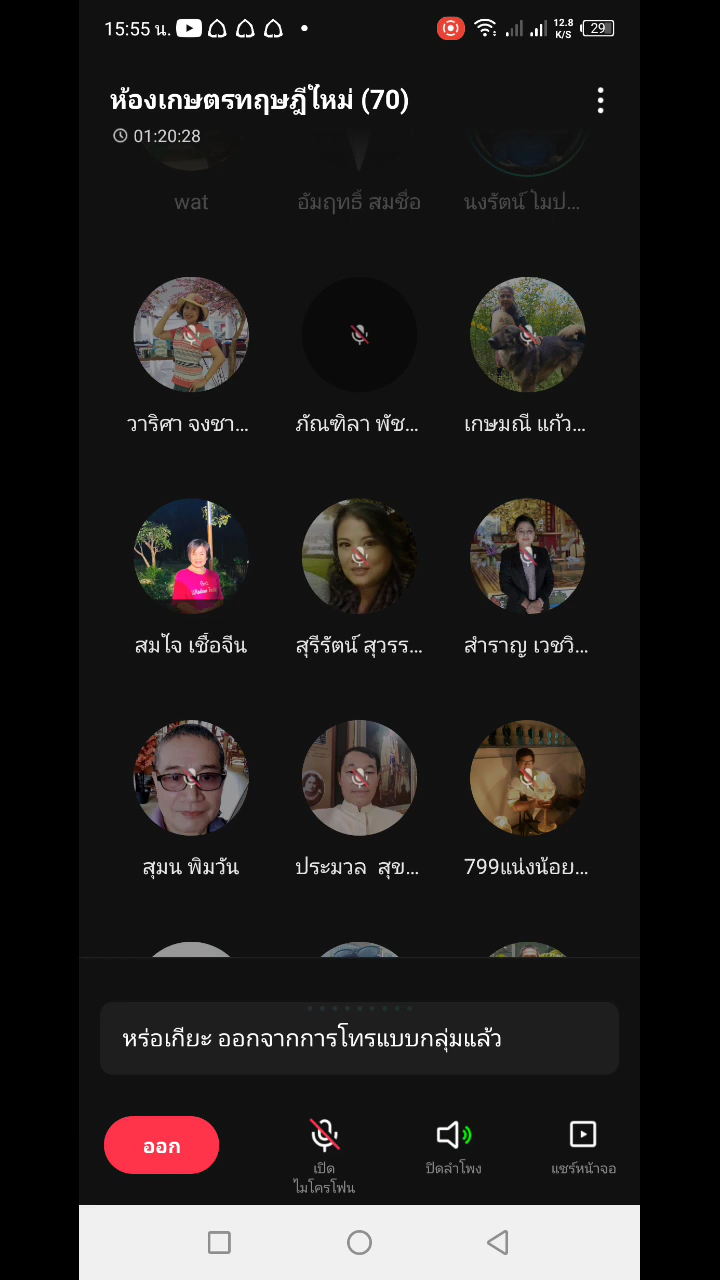 15:55 น.
12.8
K/S
29
ห้องเกษตรทฤษฎีใหม่ (70)
01:20:28
wat อัมฤทธิ์ สมชื่อ นงรัตน์ ไมป...
วาริศา จงชา... ภัณฑิลา พัช... เกษมณี แก้ว...
สมใจ เชื้อจีน สุรีรัตน์ สุวรร... สำราญ เวชวิ...
สุมน พิมวัน ประมวล สุข... 799แน่งน้อย...
หร่อเกียะ ออกจากการโทรแบบกลุ่มแล้ว
ออก
เปิด
ไมโครโฟน
ปิดลำโพง
แชร์หน้าจอ